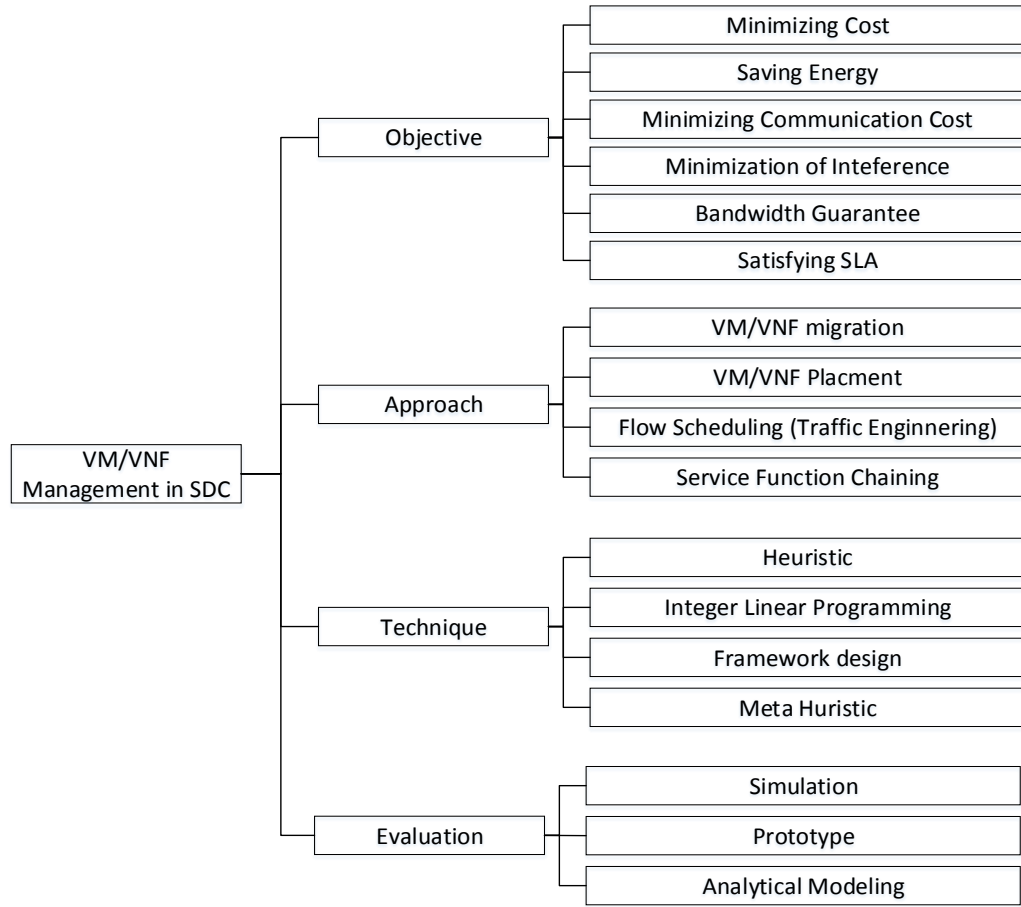 VM/VNF
Management in SDC
Objective
Minimizing Cost
Saving Energy
Minimizing Communication Cost
Minimization of Inteference
Bandwidth Guarantee
Satisfying SLA
Approach
VM/VNF migration
VM/VNF Placment
Flow Scheduling (Traffic Enginnering)
Service Function Chaining
Technique
Heuristic
Integer Linear Programming
Framework design
Meta Huristic
Evaluation
Simulation
Prototype
Analytical Modeling